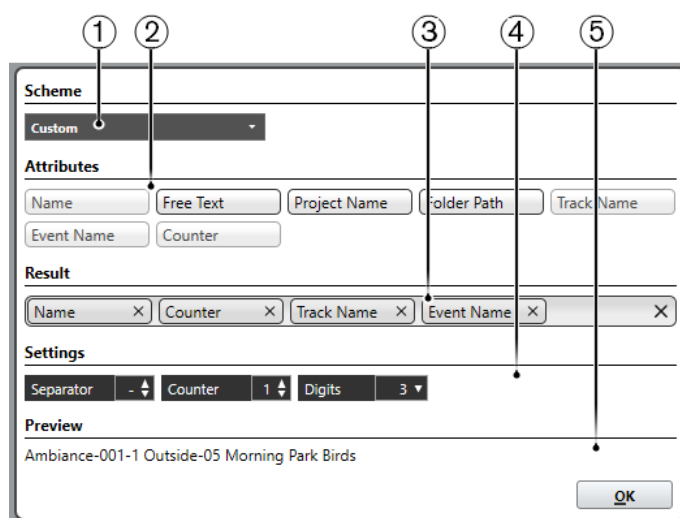 ① ② ③ ④ ⑤
Scheme
Custom
Attributes
Name Free Text Project Name Folder Path Track Name
Event Name Counter
Result
Name × Counter × Track Name × Event Name × ×
Settings
Separator - Counter 1 Digits 3
Preview
Ambiance-001-1 Outside-05 Morning Park Birds
OK